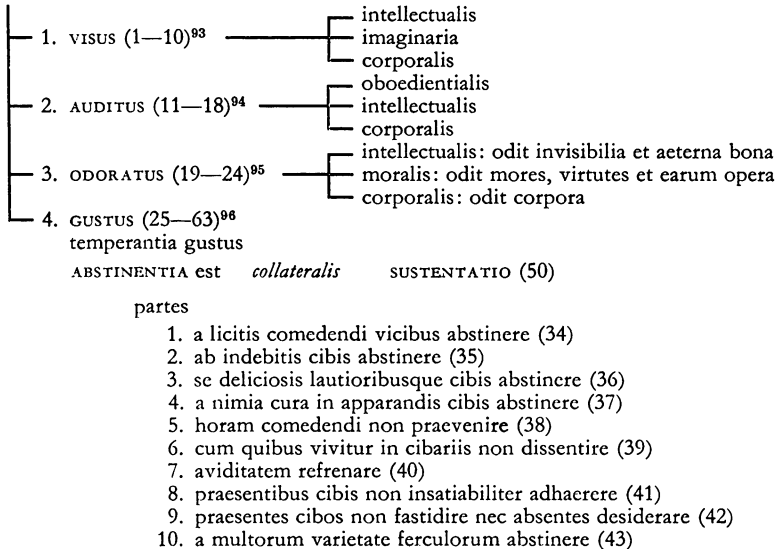 intellectualis
1. VISUS (1—10)⁹³
imaginaria
corporalis
oboedientialis
2. AUDITUS (11—18)⁹⁴
intellectualis
corporalis
intellectualis: odit invisibilia et aeterna bona
3. ODORATUS (19—24)⁹⁵
moralis: odit mores, virtutes et earum opera
corporalis: odit corpora
4. GUSTUS (25—63)⁹⁶
temperantia gustus
ABSTINENTIA est collateralis SUSTENTATIO (50)
partes
1. a licitis comedendi vicibus abstinere (34)
2. ab indebitis cibis abstinere (35)
3. se deliciosis lautioribusque cibis abstinere (36)
4. a nimia cura in apparandis cibis abstinere (37)
5. horam comedendi non praevenire (38)
6. cum quibus vivitur in cibariis non dissentire (39)
7. aviditatem refrenare (40)
8. praesentibus cibis non insatiabiliter adhaerere (41)
9. praesentes cibos non fastidire nec absentes desiderare (42)
10. a multorum varietate ferculorum abstinere (43)